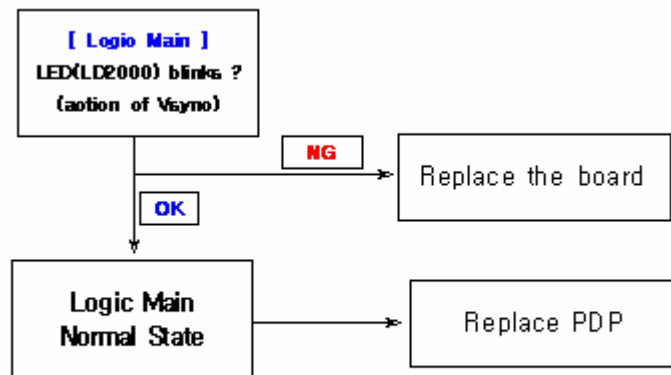 [ Logic Main ]
LED(LD2000) blinks ?
(action of Vsync)
NG
Replace the board
OK
Logic Main
Normal State
Replace PDP